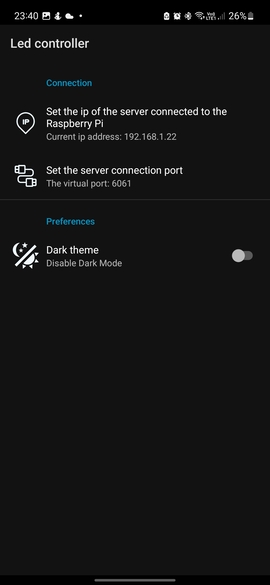 23:40 26%
Led controller
Connection
IP
Set the ip of the server connected to the
Raspberry Pi
Current ip address: 192.168.1.22
Set the server connection port
The virtual port: 6061
Preferences
Dark theme
Disable Dark Mode